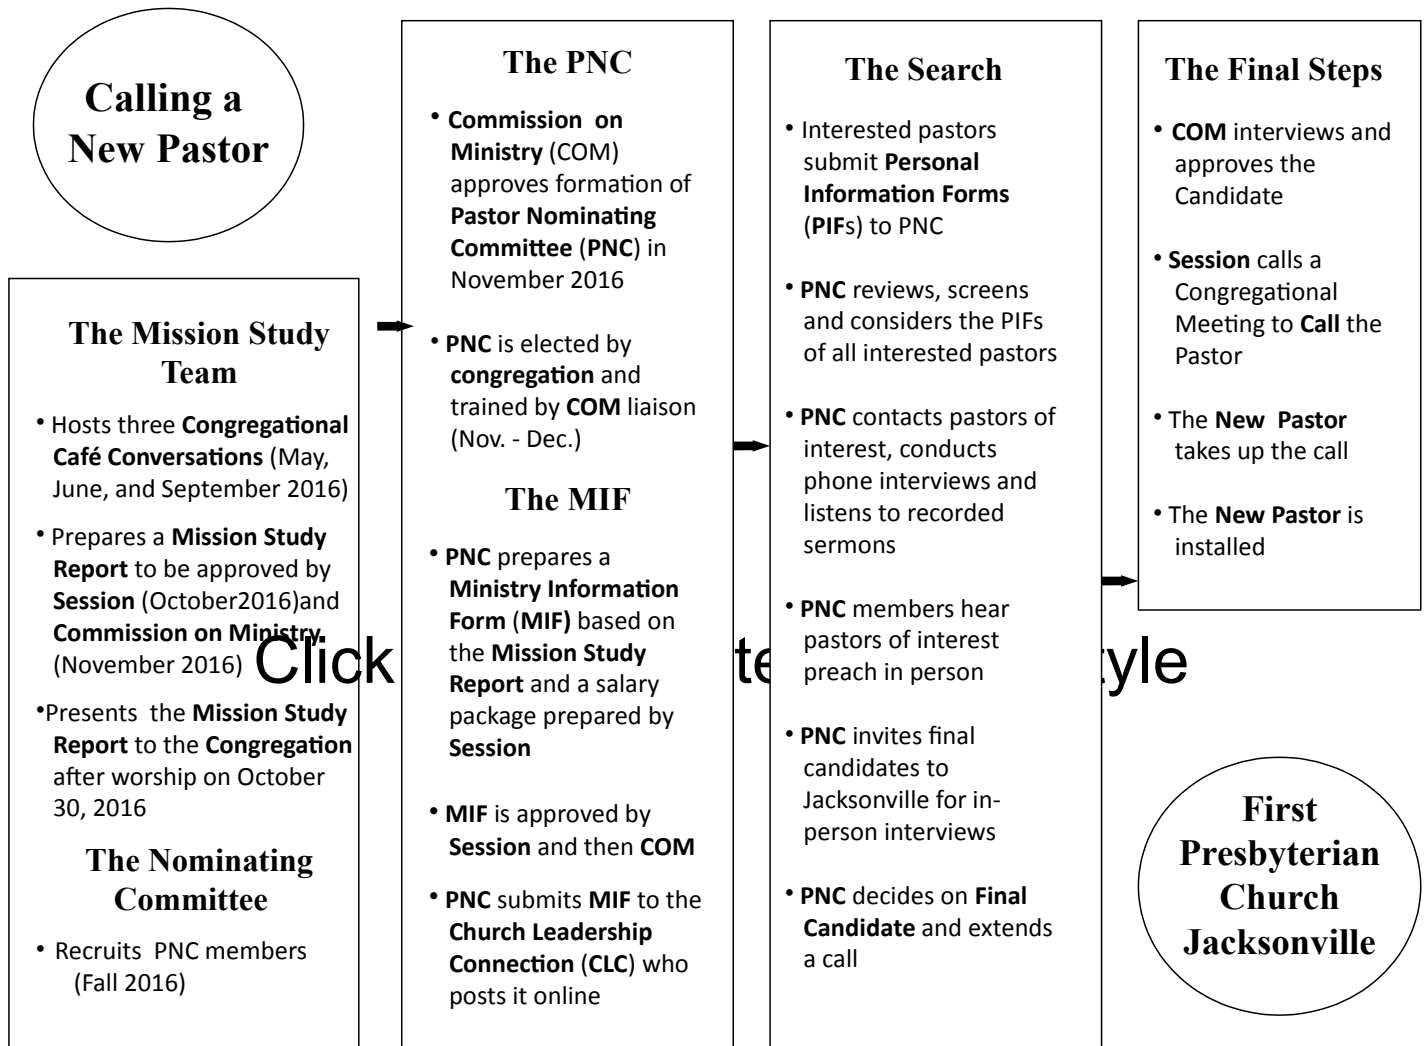 Calling a
New Pastor
The Mission Study
Team
• Hosts three Congregational
Café Conversations (May,
June, and September 2016)
• Prepares a Mission Study
Report to be approved by
Session (October2016)and
Commission on Ministry
(November 2016)
•Presents the Mission Study
Report to the Congregation
after worship on October
30, 2016
The Nominating
Committee
• Recruits PNC members
(Fall 2016)
The PNC
• Commission on
Ministry (COM)
approves formation of
Pastor Nominating
Committee (PNC) in
November 2016
• PNC is elected by
congregation and
trained by COM liaison
(Nov. - Dec.)
The MIF
• PNC prepares a
Ministry Information
Form (MIF) based on
the Mission Study
Report and a salary
package prepared by
Session
• MIF is approved by
Session and then COM
• PNC submits MIF to the
Church Leadership
Connection (CLC) who
posts it online
The Search
• Interested pastors
submit Personal
Information Forms
(PIFs) to PNC
• PNC reviews, screens
and considers the PIFs
of all interested pastors
• PNC contacts pastors of
interest, conducts
phone interviews and
listens to recorded
sermons
• PNC members hear
pastors of interest
preach in person
• PNC invites final
candidates to
Jacksonville for in-
person interviews
• PNC decides on Final
Candidate and extends
a call
The Final Steps
• COM interviews and
approves the
Candidate
• Session calls a
Congregational
Meeting to Call the
Pastor
• The New Pastor
takes up the call
• The New Pastor is
installed
Click
First
Presbyterian
Church
Jacksonville